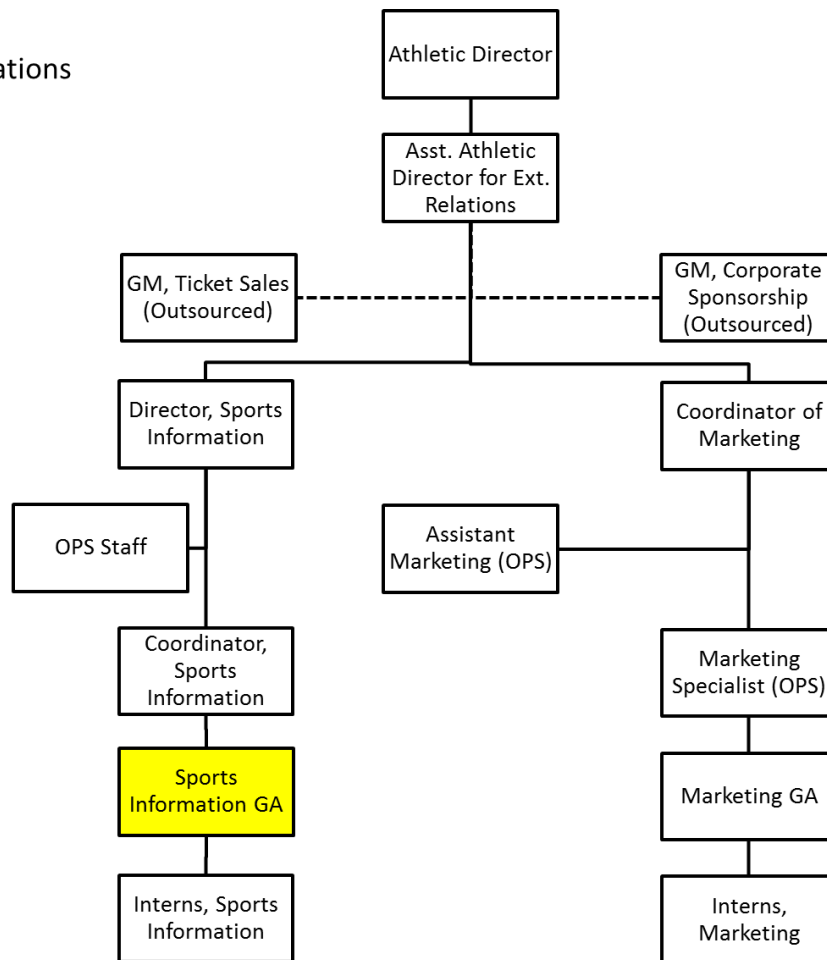 Athletic Director
ations
Asst. Athletic
Director for Ext.
Relations
GM, Ticket Sales
(Outsourced)
GM, Corporate
Sponsorship
(Outsourced)
Director, Sports
Information
Coordinator of
Marketing
OPS Staff
Assistant
Marketing (OPS)
Coordinator,
Sports
Information
Marketing
Specialist (OPS)
Sports
Information GA
Marketing GA
Interns, Sports
Information
Interns,
Marketing